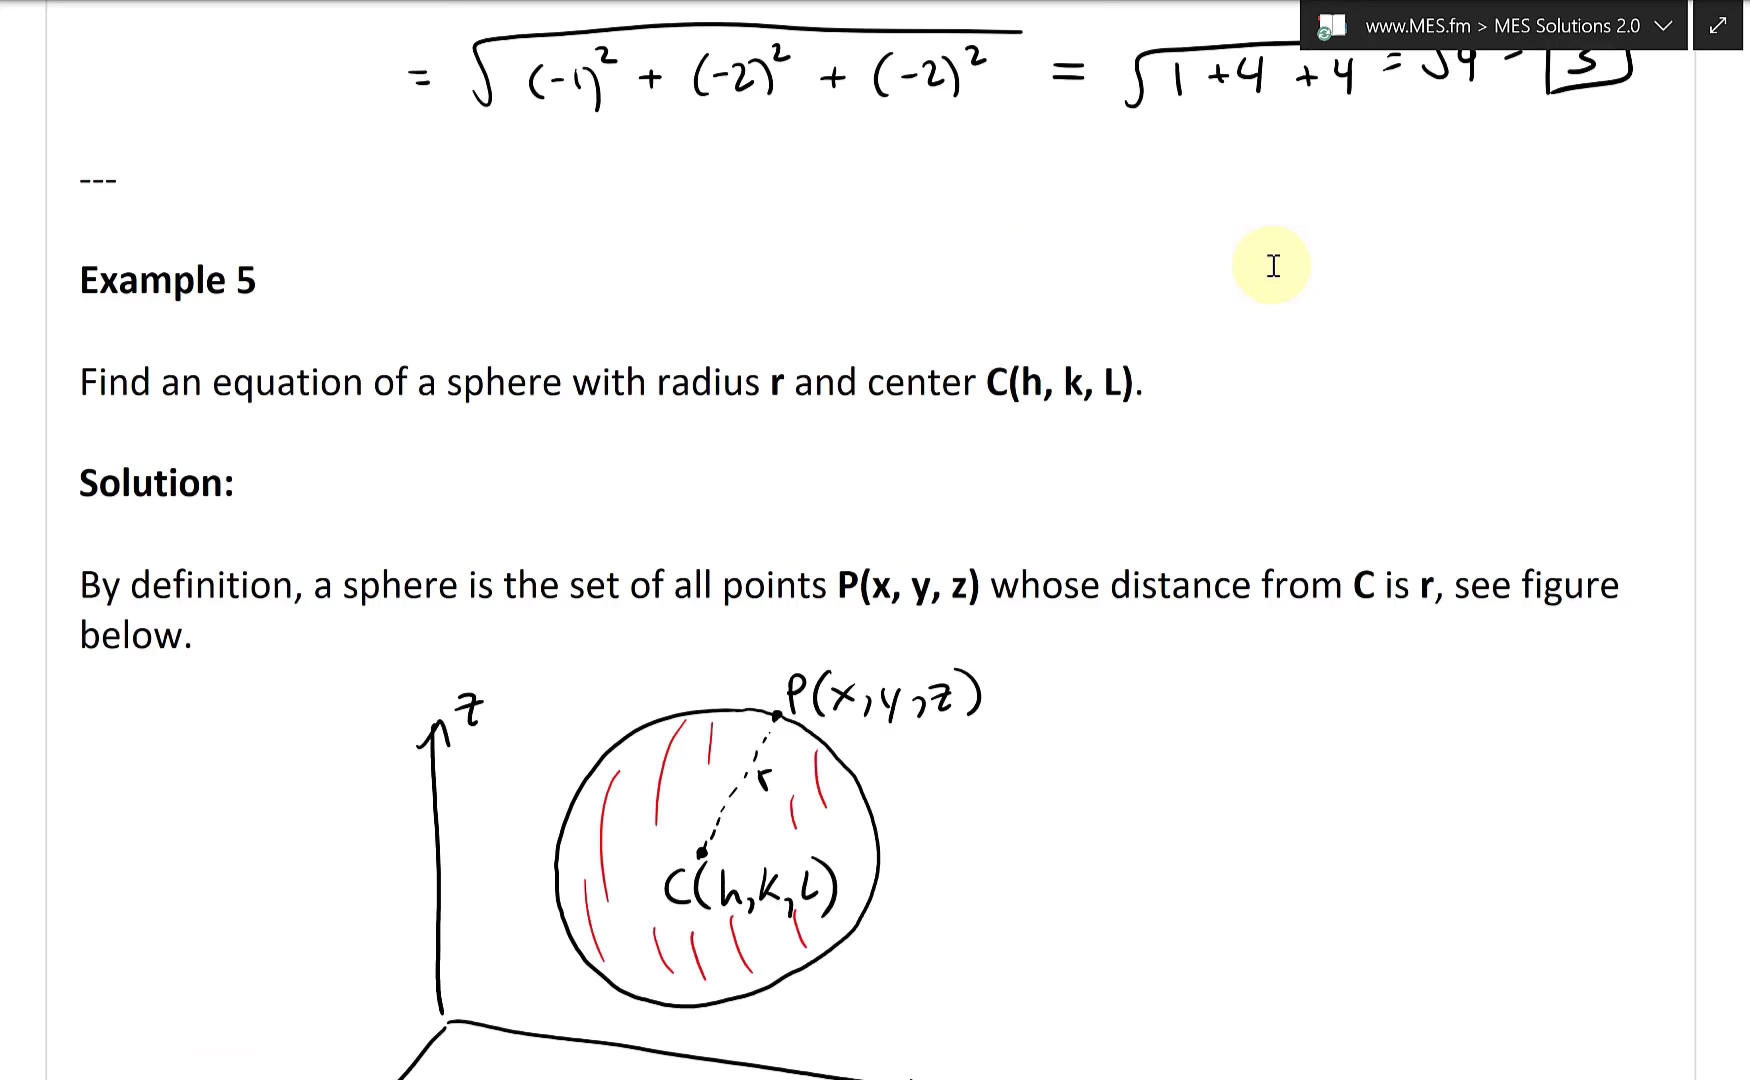 www.MES.fm > MES Solutions 2.0
= √((-1)² + (-2)² + (-2)²) = √(1 + 4 + 4) = √9 = 3
---
Example 5
Find an equation of a sphere with radius r and center C(h, k, L).
Solution:
By definition, a sphere is the set of all points P(x, y, z) whose distance from C is r, see figure
below.
z
P(x, y, z)
r
C(h, k, L)